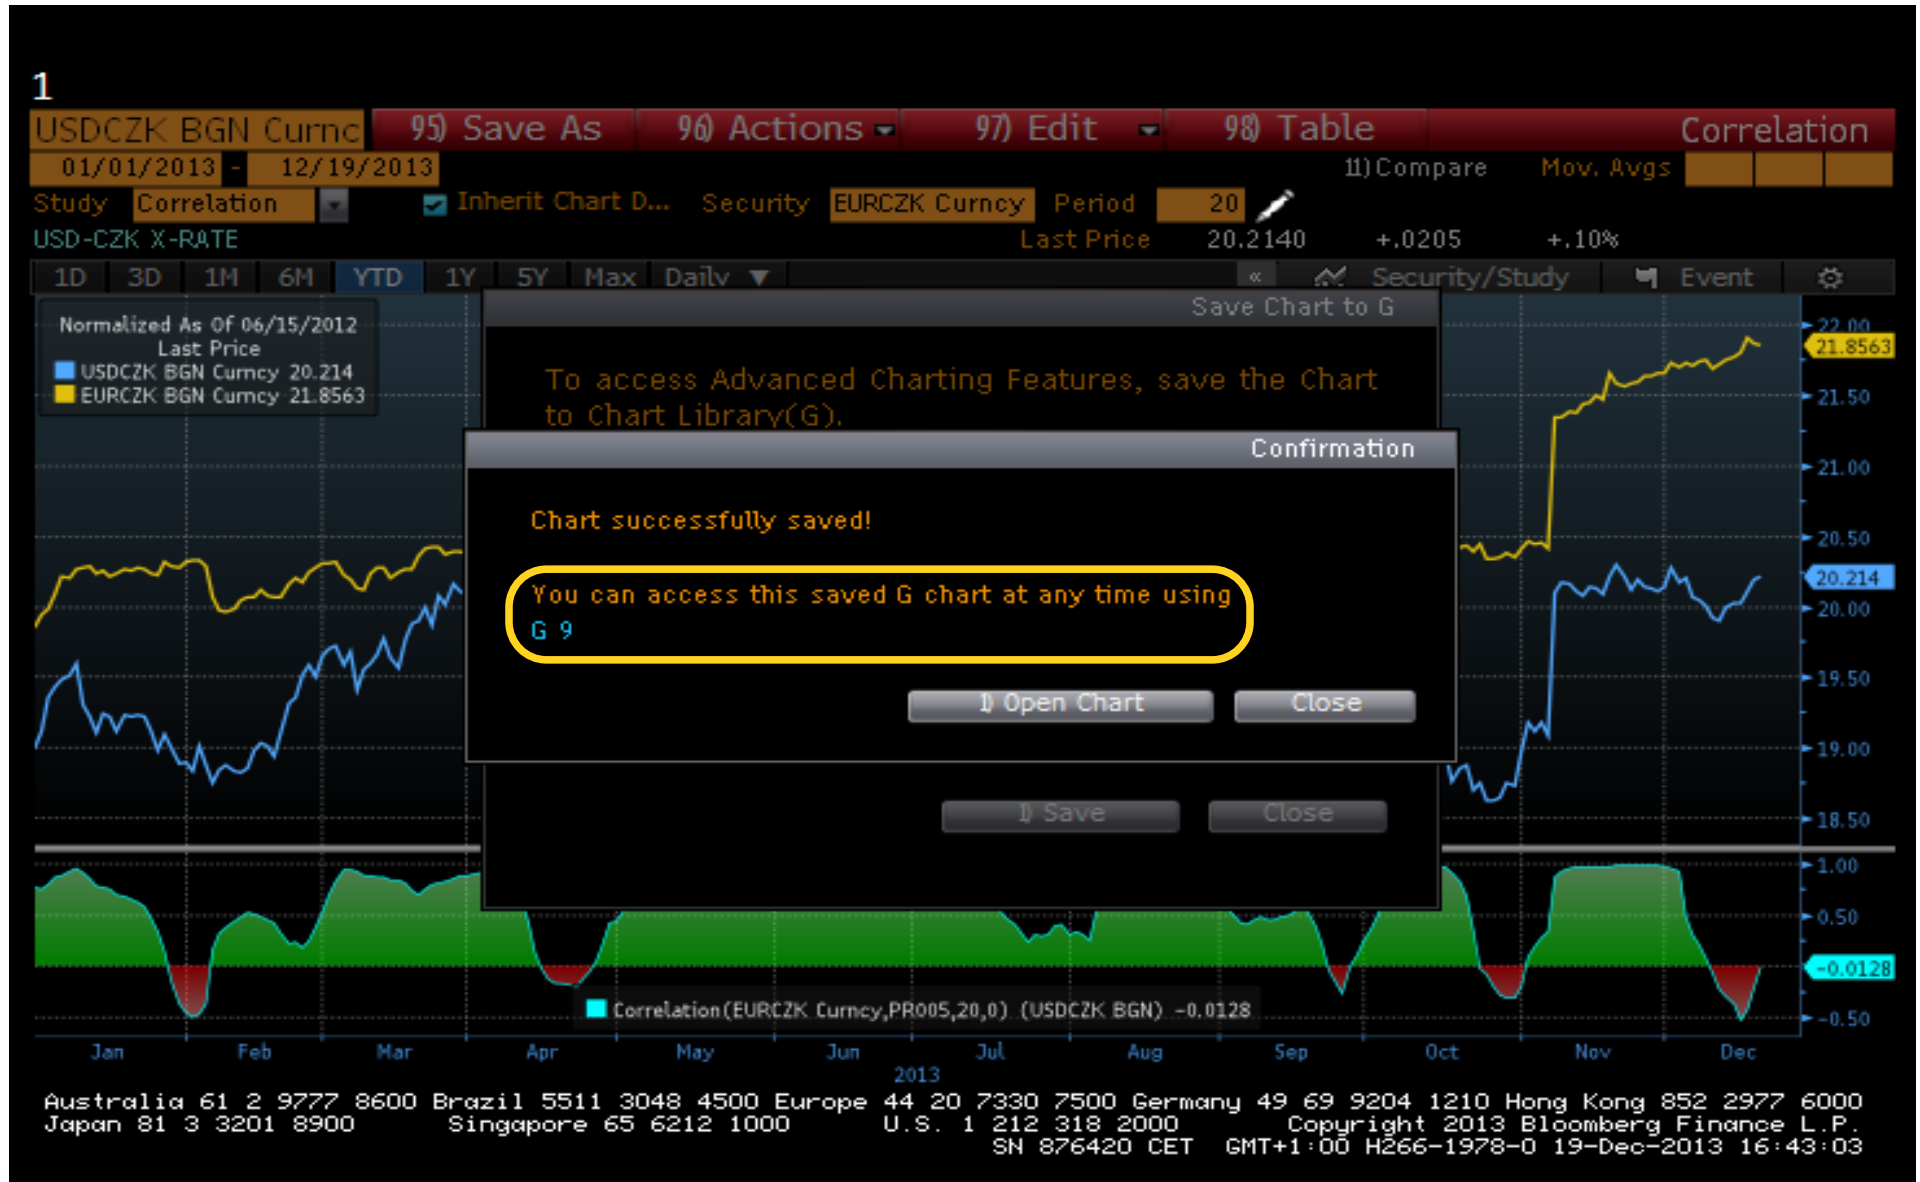 1
USDCZK BGN Curnc 95) Save As 96) Actions 97) Edit 98) Table Correlation
01/01/2013 - 12/19/2013 11) Compare Mov. Avgs
Study Correlation Inherit Chart D... Security EURCZK Curncy Period 20
USD-CZK X-RATE Last Price 20.2140 +.0205 +.10%
1D 3D 1M 6M YTD 1Y 5Y Max Daily ▼ « Security/Study Event
Save Chart to G
Normalized As Of 06/15/2012
Last Price
USDCZK BGN Curncy 20.214
EURCZK BGN Curncy 21.8563
To access Advanced Charting Features, save the Chart
to Chart Library(G).
Confirmation
Chart successfully saved!
You can access this saved G chart at any time using
G 9
1) Open Chart Close
1) Save Close
22.00
21.8563
21.50
21.00
20.50
20.214
20.00
19.50
19.00
18.50
1.00
0.50
-0.0128
-0.50
Correlation(EURCZK Curncy,PR005,20,0) (USDCZK BGN) -0.0128
Jan Feb Mar Apr May Jun Jul Aug Sep Oct Nov Dec
2013
Australia 61 2 9777 8600 Brazil 5511 3048 4500 Europe 44 20 7330 7500 Germany 49 69 9204 1210 Hong Kong 852 2977 6000
Japan 81 3 3201 8900 Singapore 65 6212 1000 U.S. 1 212 318 2000 Copyright 2013 Bloomberg Finance L.P.
SN 876420 CET GMT+1:00 H266-1978-0 19-Dec-2013 16:43:03